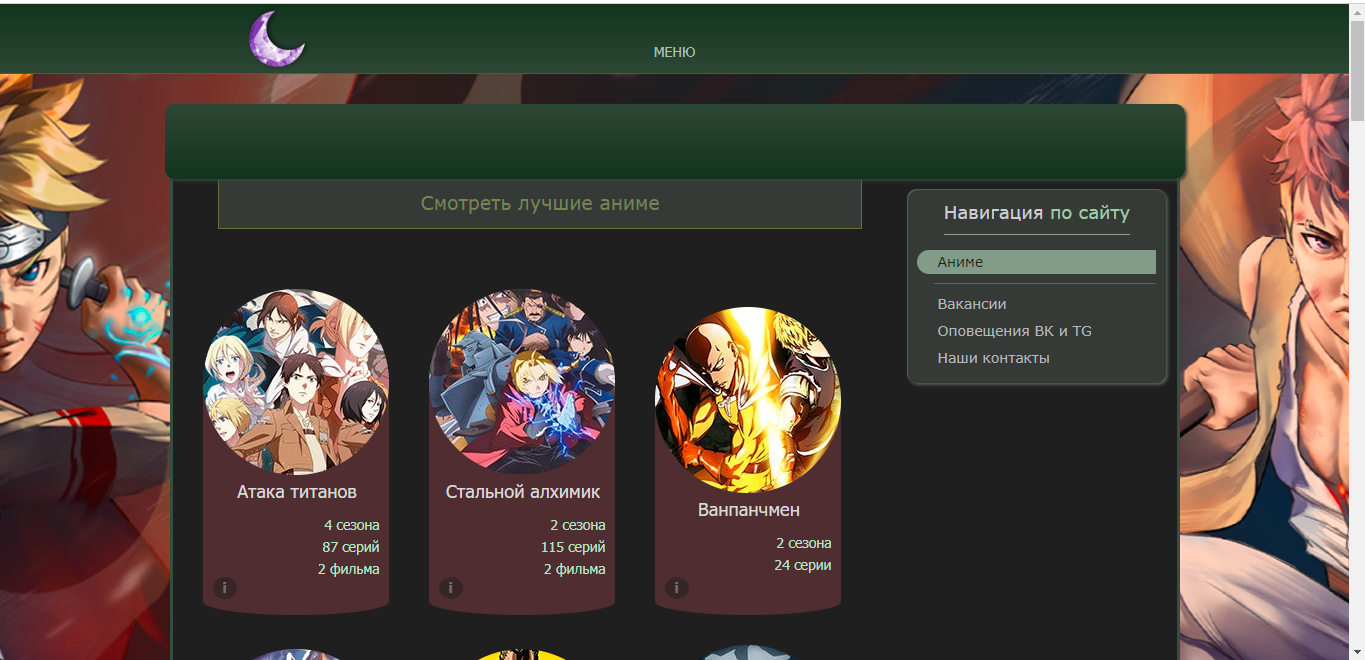 МЕНЮ
Смотреть лучшие аниме
Навигация по сайту
Аниме
Вакансии
Оповещения ВК и TG
Наши контакты
Атака титанов
4 сезона
87 серий
2 фильма
i
Стальной алхимик
2 сезона
115 серий
2 фильма
i
Ванпанчмен
2 сезона
24 серии
i